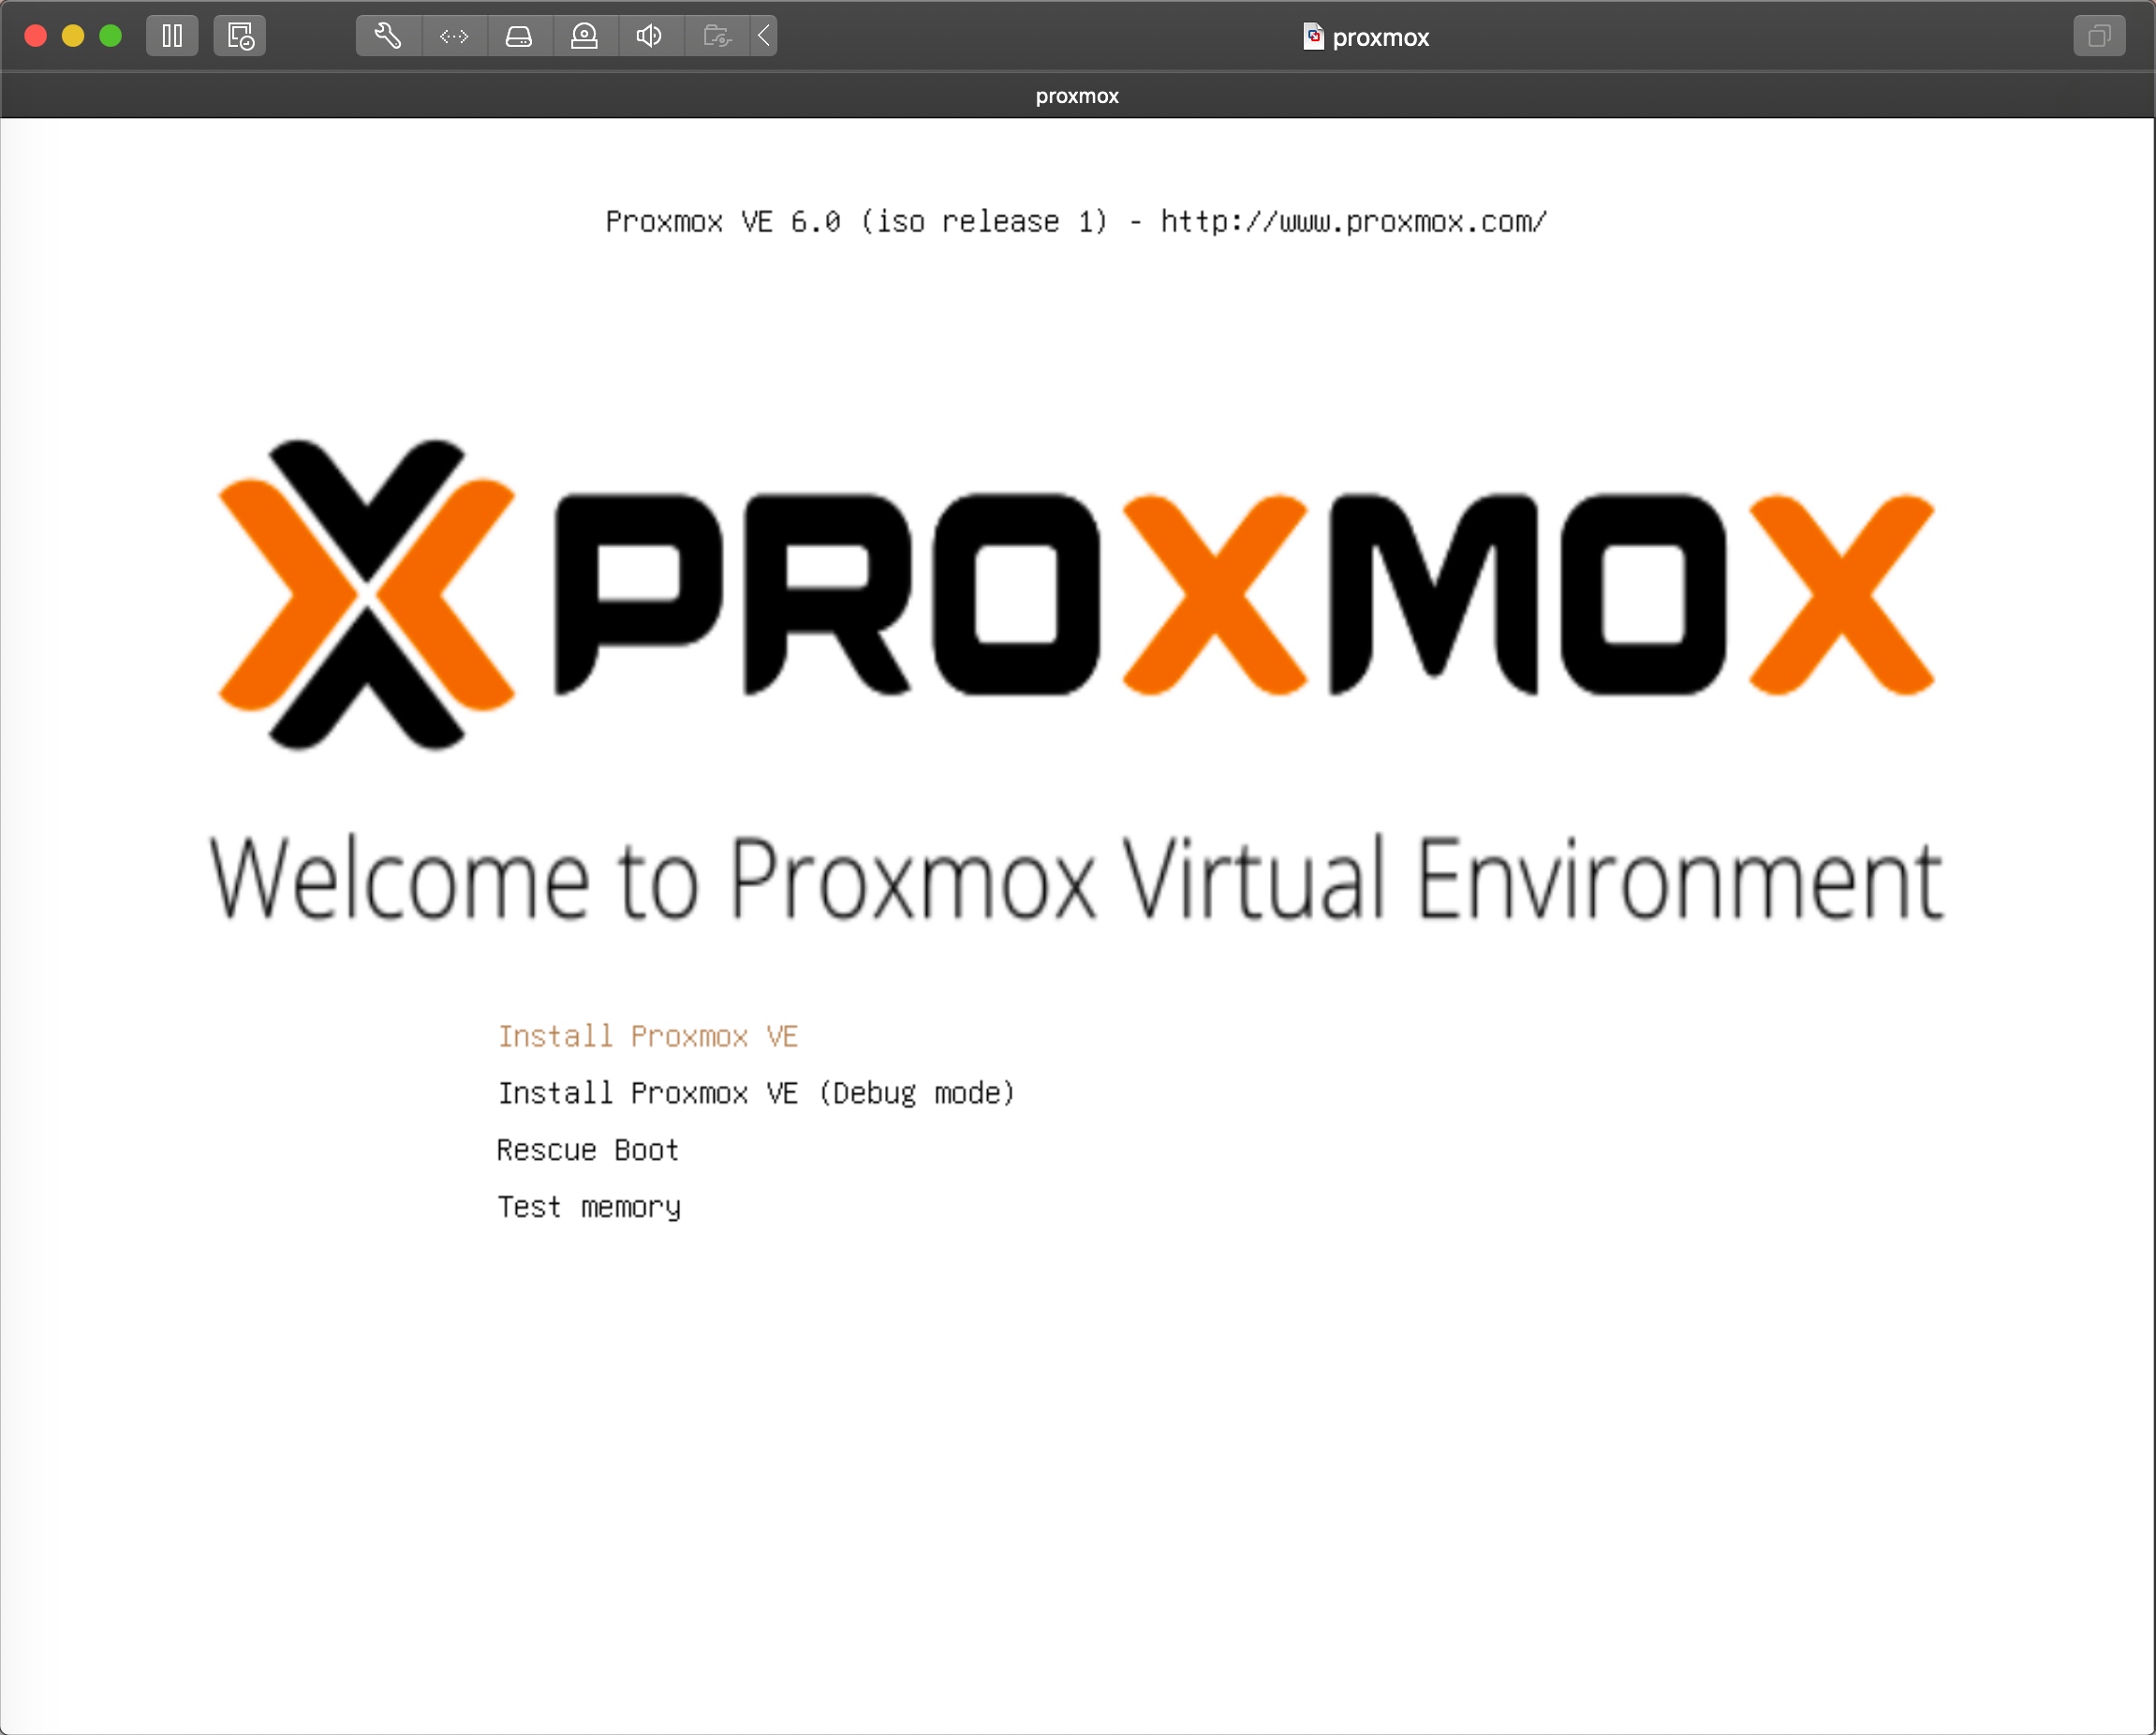 proxmox
proxmox
Proxmox VE 6.0 (iso release 1) - http://www.proxmox.com/
PROXMOX
Welcome to Proxmox Virtual Environment
Install Proxmox VE
Install Proxmox VE (Debug mode)
Rescue Boot
Test memory